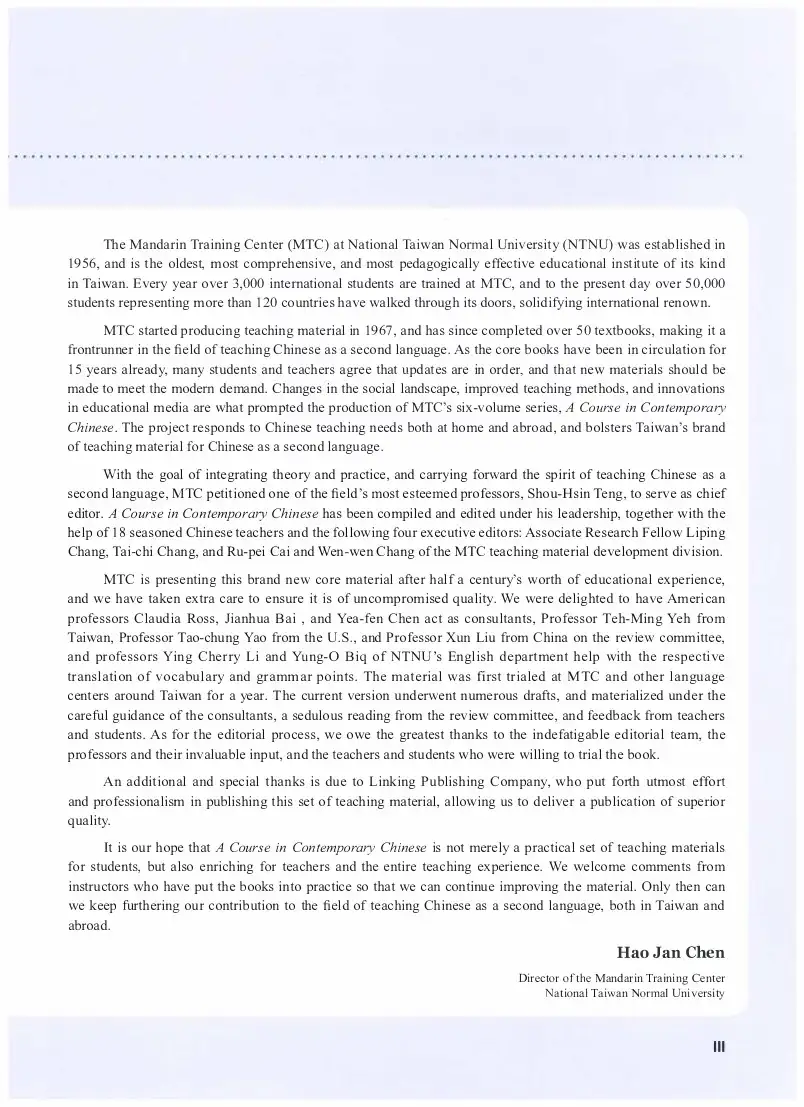 The Mandarin Training Center (MTC) at National Taiwan Normal University (NTNU) was established in
1956, and is the oldest, most comprehensive, and most pedagogically effective educational institute of its kind
in Taiwan. Every year over 3,000 international students are trained at MTC, and to the present day over 50,000
students representing more than 120 countries have walked through its doors, solidifying international renown.
MTC started producing teaching material in 1967, and has since completed over 50 textbooks, making it a
frontrunner in the field of teaching Chinese as a second language. As the core books have been in circulation for
15 years already, many students and teachers agree that updates are in order, and that new materials should be
made to meet the modern demand. Changes in the social landscape, improved teaching methods, and innovations
in educational media are what prompted the production of MTC's six-volume series, A Course in Contemporary
Chinese. The project responds to Chinese teaching needs both at home and abroad, and bolsters Taiwan's brand
of teaching material for Chinese as a second language.
With the goal of integrating theory and practice, and carrying forward the spirit of teaching Chinese as a
second language, MTC petitioned one of the field's most esteemed professors, Shou-Hsin Teng, to serve as chief
editor. A Course in Contemporary Chinese has been compiled and edited under his leadership, together with the
help of 18 seasoned Chinese teachers and the following four executive editors: Associate Research Fellow Liping
Chang, Tai-chi Chang, and Ru-pei Cai and Wen-wen Chang of the MTC teaching material development division.
MTC is presenting this brand new core material after half a century's worth of educational experience,
and we have taken extra care to ensure it is of uncompromised quality. We were delighted to have American
professors Claudia Ross, Jianhua Bai , and Yea-fen Chen act as consultants, Professor Teh-Ming Yeh from
Taiwan, Professor Tao-chung Yao from the U.S., and Professor Xun Liu from China on the review committee,
and professors Ying Cherry Li and Yung-O Biq of NTNU's English department help with the respective
translation of vocabulary and grammar points. The material was first trialed at MTC and other language
centers around Taiwan for a year. The current version underwent numerous drafts, and materialized under the
careful guidance of the consultants, a sedulous reading from the review committee, and feedback from teachers
and students. As for the editorial process, we owe the greatest thanks to the indefatigable editorial team, the
professors and their invaluable input, and the teachers and students who were willing to trial the book.
An additional and special thanks is due to Linking Publishing Company, who put forth utmost effort
and professionalism in publishing this set of teaching material, allowing us to deliver a publication of superior
quality.
It is our hope that A Course in Contemporary Chinese is not merely a practical set of teaching materials
for students, but also enriching for teachers and the entire teaching experience. We welcome comments from
instructors who have put the books into practice so that we can continue improving the material. Only then can
we keep furthering our contribution to the field of teaching Chinese as a second language, both in Taiwan and
abroad.
Hao Jan Chen
Director of the Mandarin Training Center
National Taiwan Normal University
III